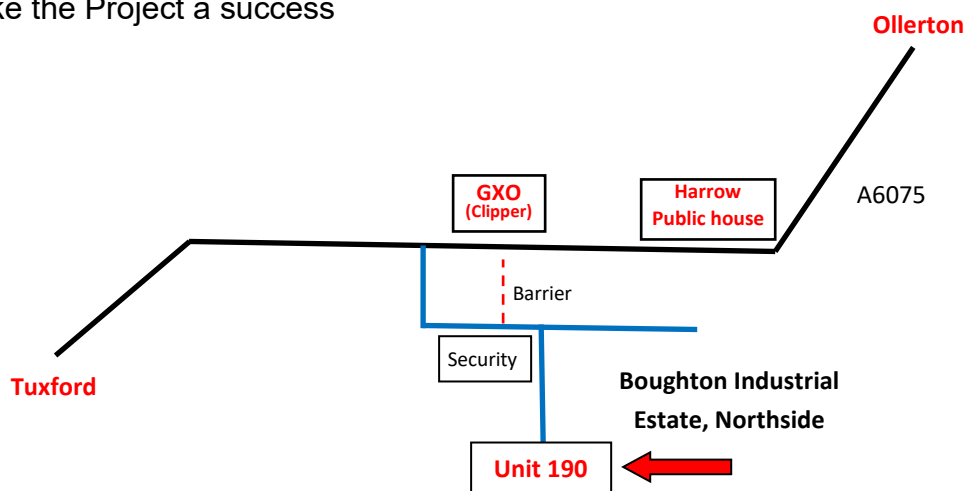 ke the Project a success
Ollerton
GXO
(Clipper)
Harrow
Public house
A6075
Barrier
Security
Tuxford
Boughton Industrial
Estate, Northside
Unit 190